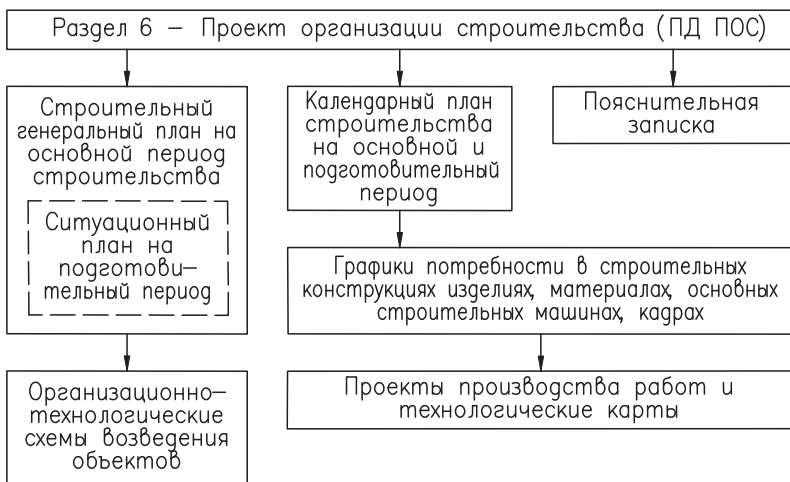 Раздел 6 – Проект организации строительства (ПД ПОС)
Строительный
генеральный план на
основной период
строительства
Ситуационный
план на
подготови–
тельный период
Организационно–
технологические
схемы возведения
объектов
Календарный план
строительства
на основной и
подготовительный
период
Пояснительная
записка
Графики потребности в строительных
конструкциях изделиях, материалах, основных
строительных машинах, кадрах
Проекты производства работ и
технологические карты